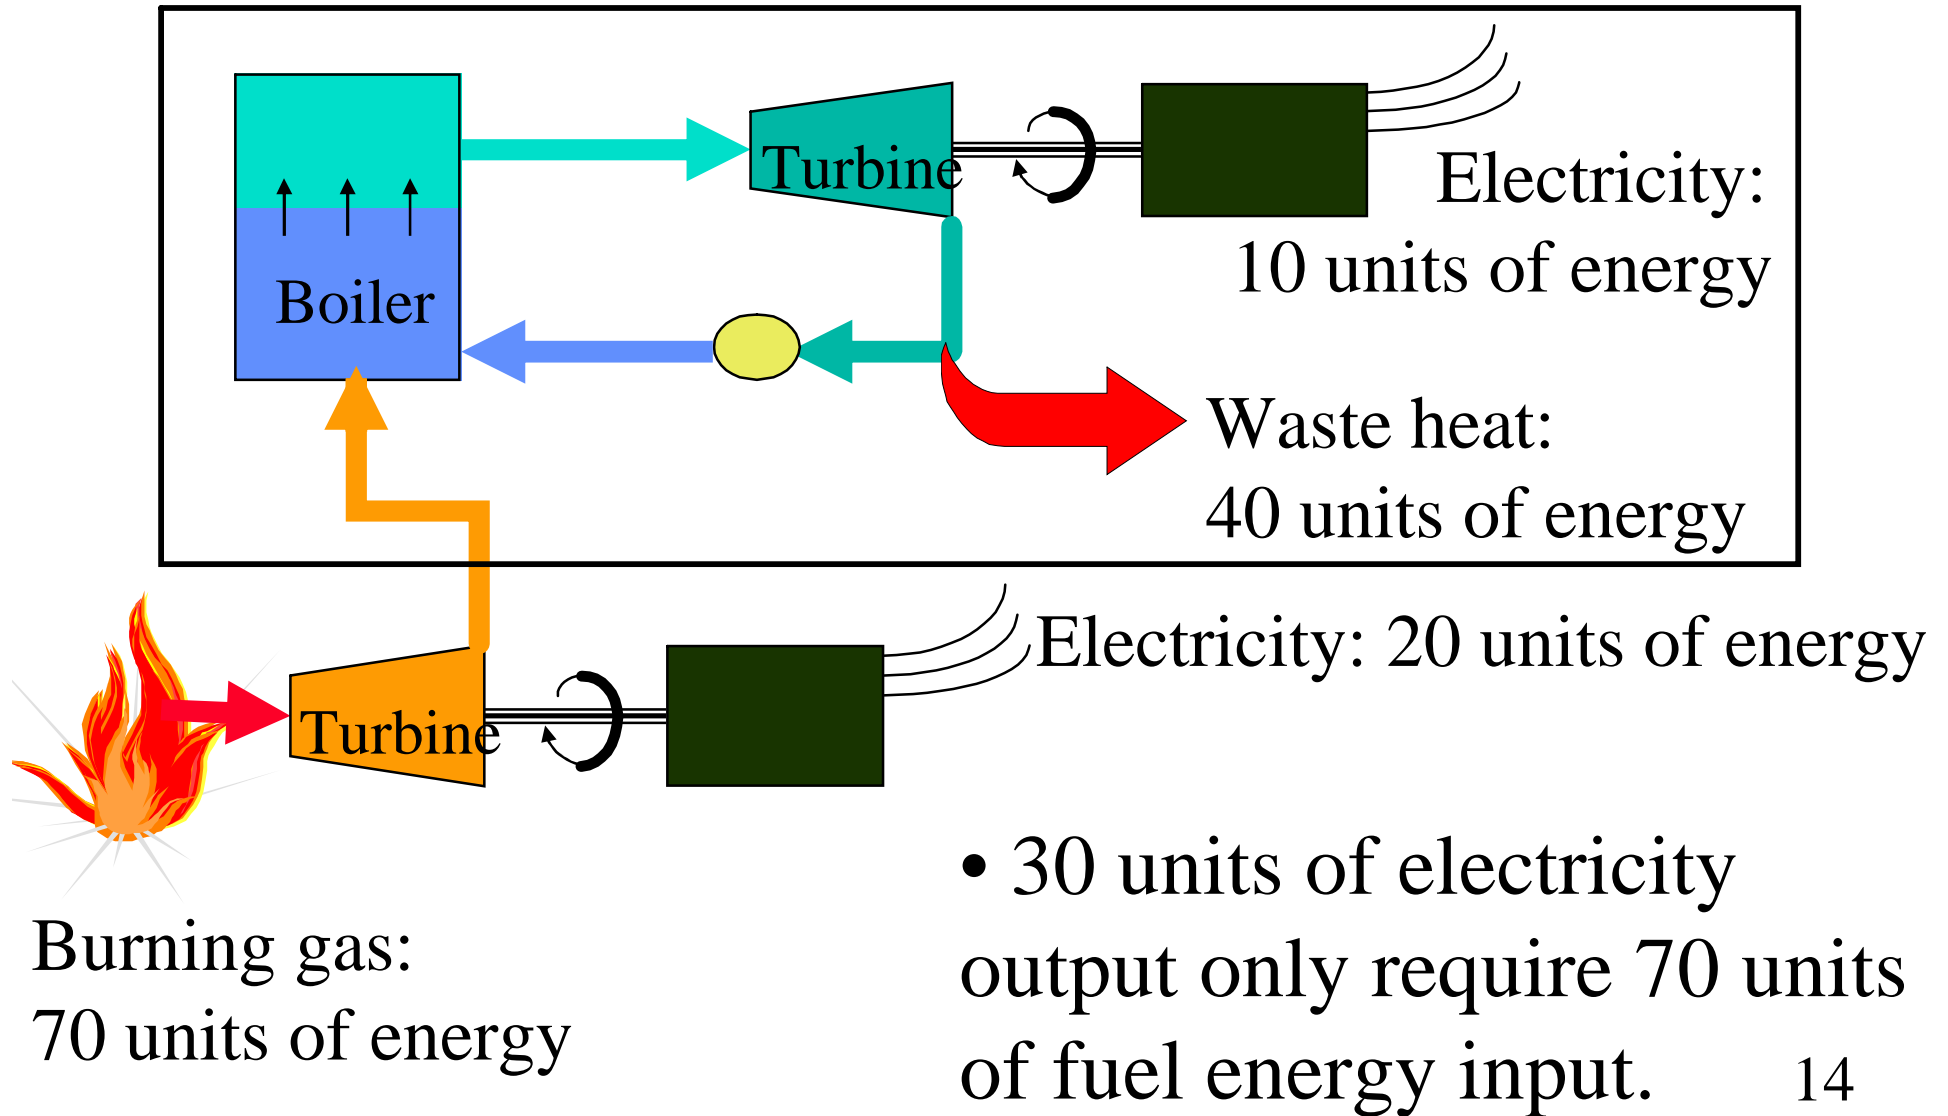 Turbine
Boiler
Electricity:
10 units of energy
Waste heat:
40 units of energy
Electricity: 20 units of energy
Turbine
Burning gas:
70 units of energy
• 30 units of electricity
output only require 70 units
of fuel energy input.
14